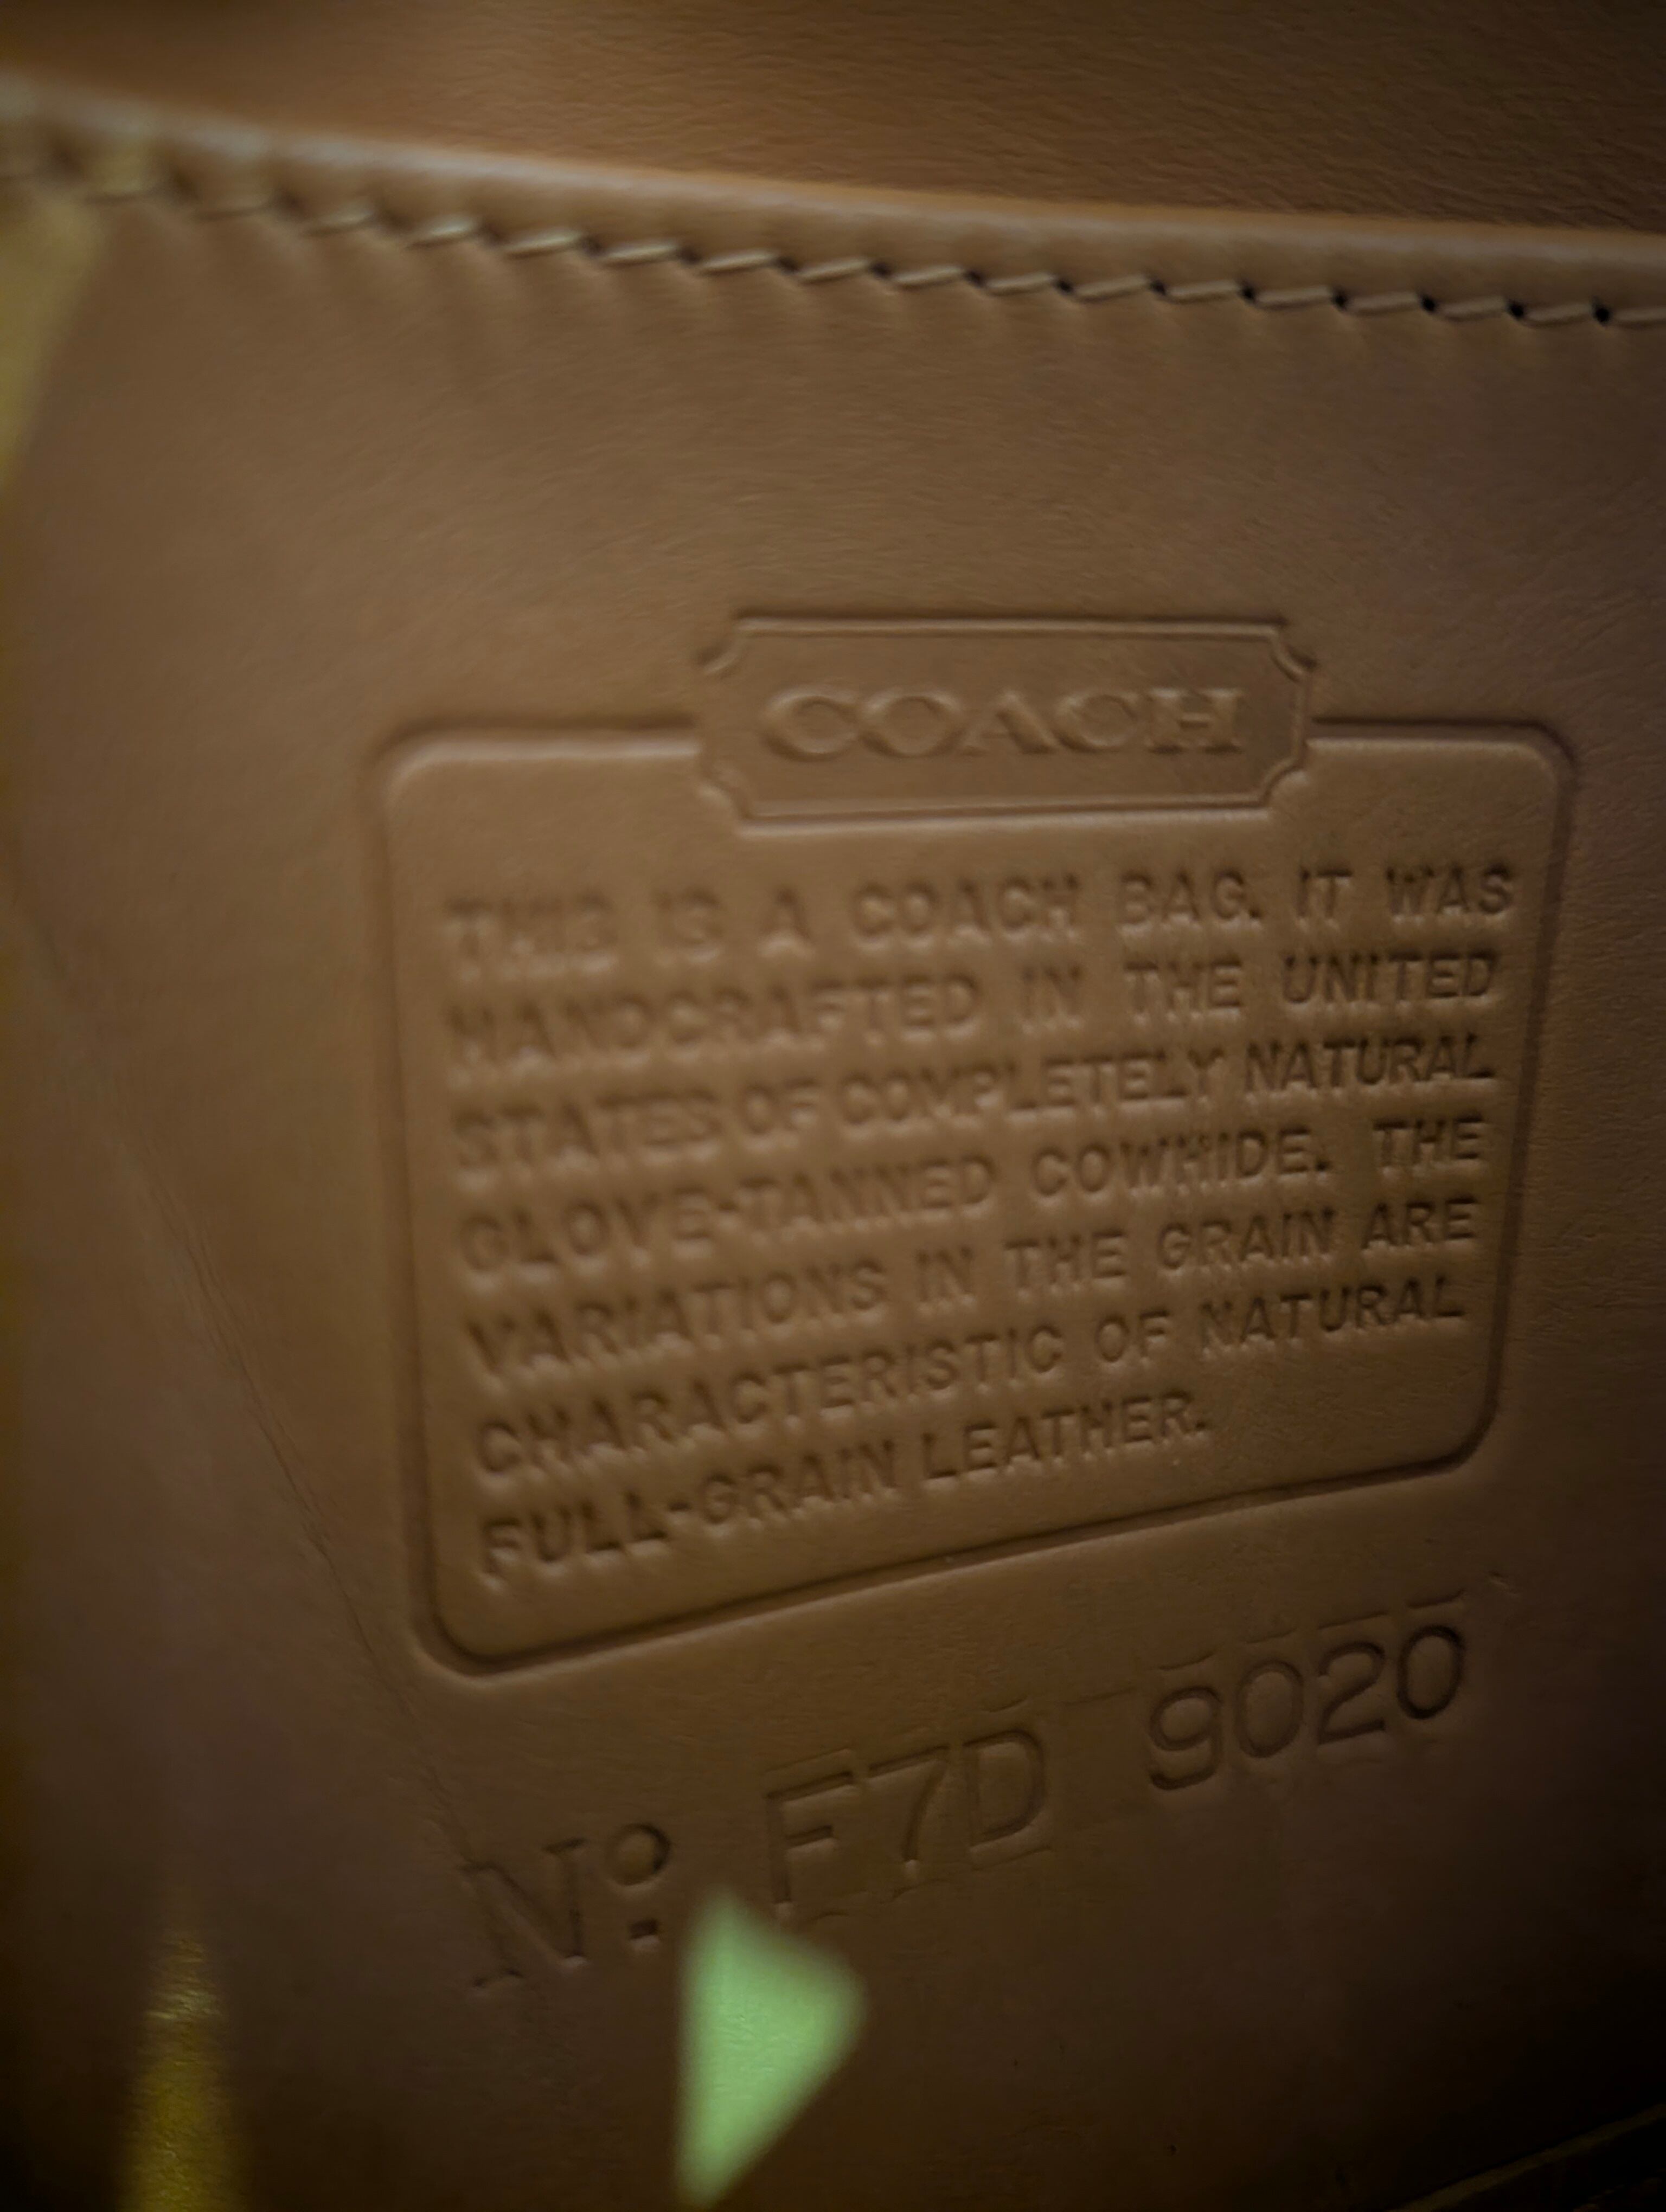 COACH
THIS IS A COACH BAG. IT WAS
HANDCRAFTED IN THE UNITED
STATES OF COMPLETELY NATURAL
GLOVE-TANNED COWHIDE. THE
VARIATIONS IN THE GRAIN ARE
CHARACTERISTIC OF NATURAL
FULL-GRAIN LEATHER.
Nº F7D 9020